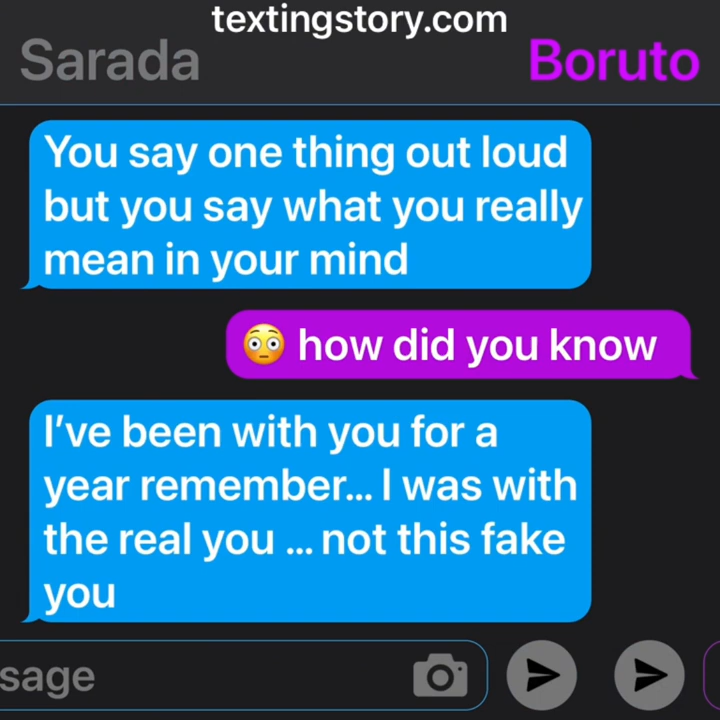 textingstory.com
Sarada Boruto
You say one thing out loud
but you say what you really
mean in your mind
😳 how did you know
I’ve been with you for a
year remember... I was with
the real you ... not this fake
you
sage